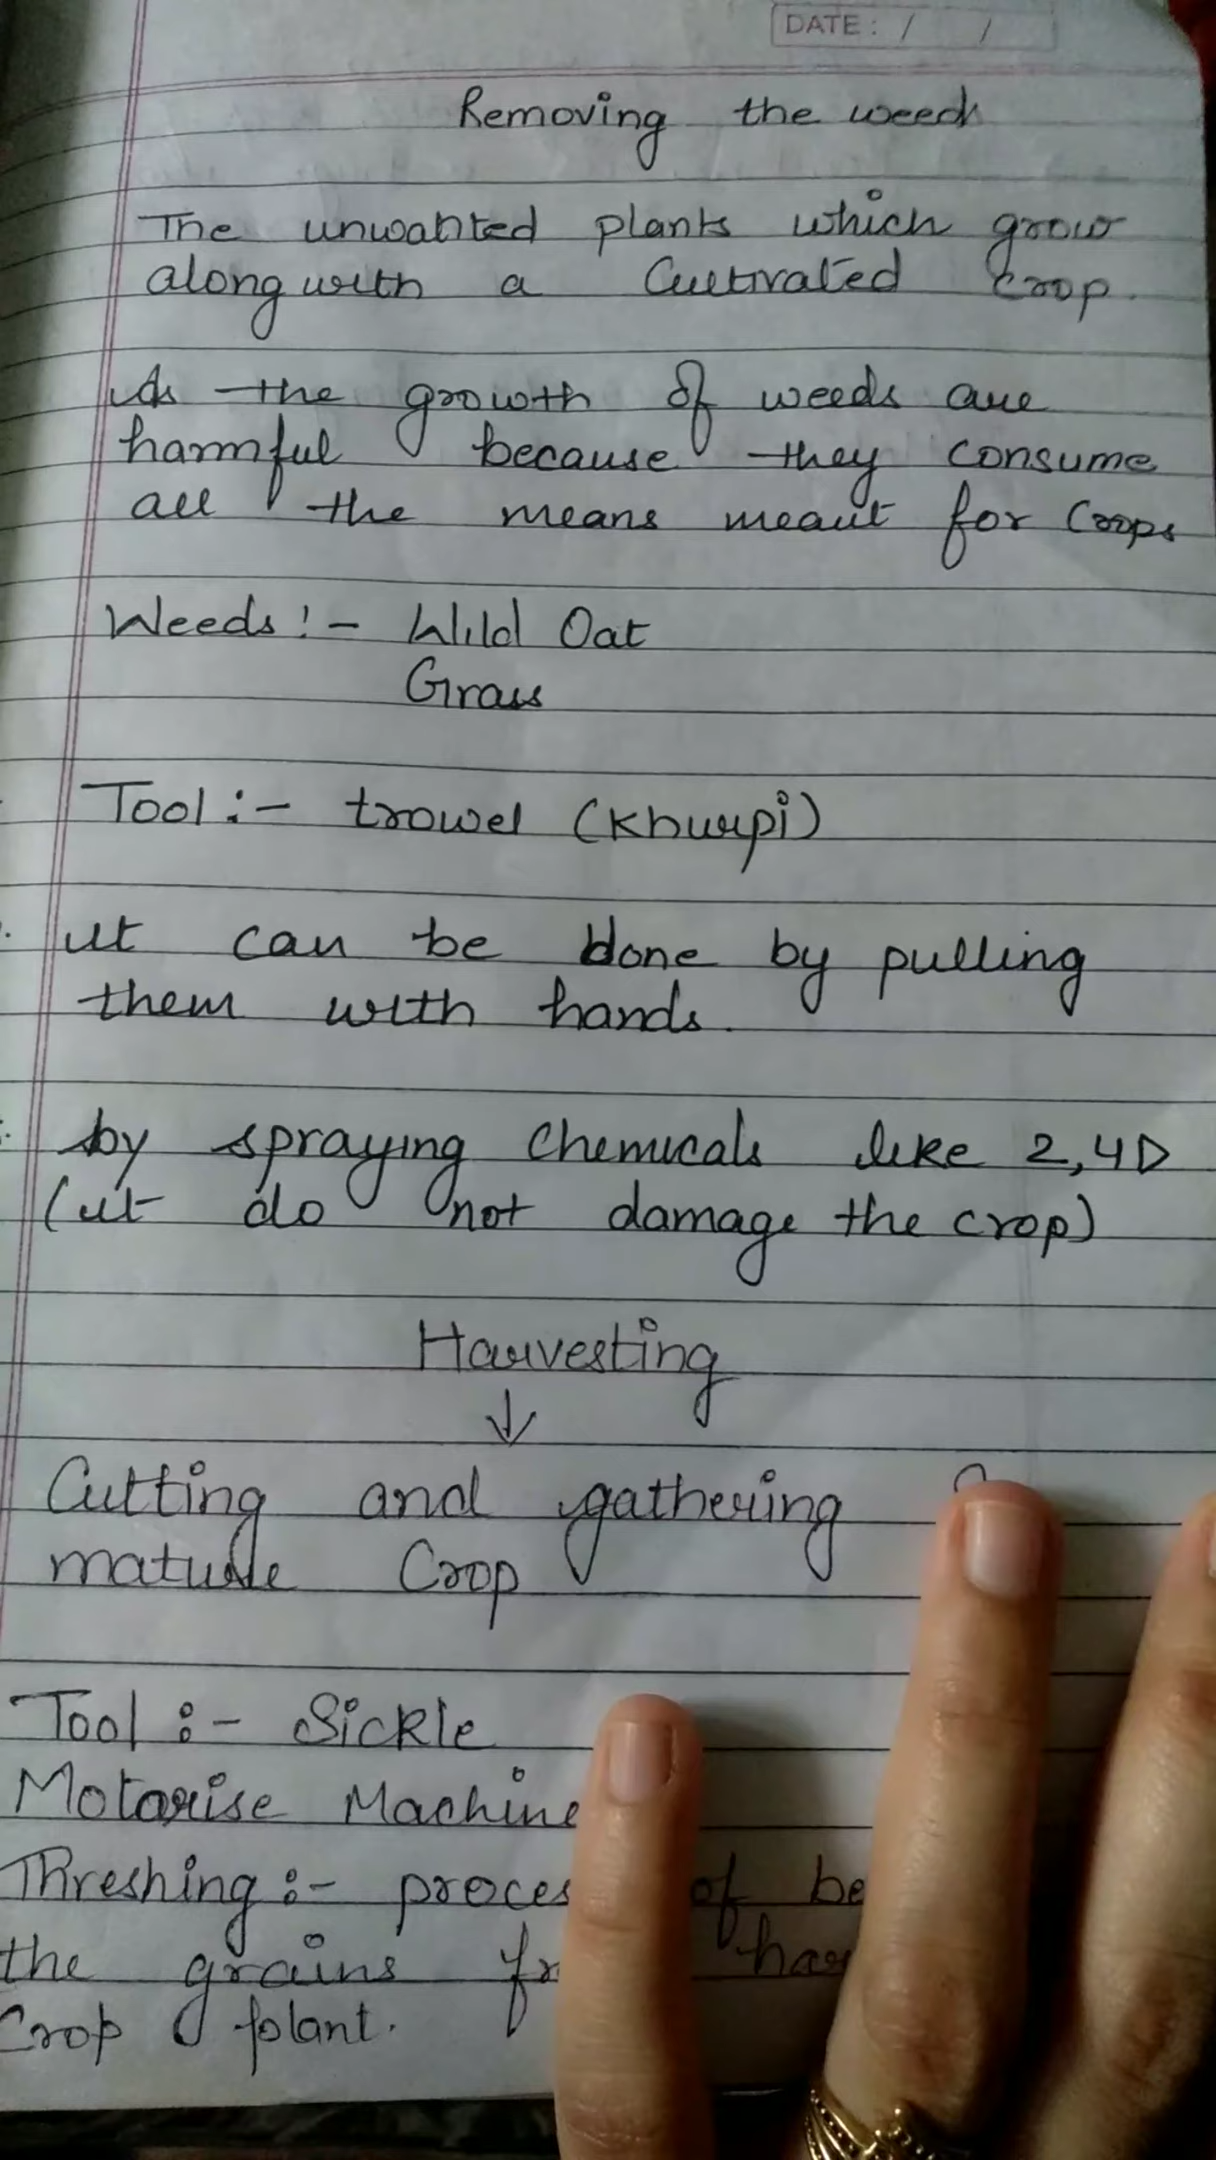 DATE: / /
Removing the weeds
The unwanted plants which grow
along with a Cultivated crop.
As the growth of weeds are
harmful because they consume
all the means meant for Crops
Weeds:- Wild Oat
Grass
Tool:- trowel (Khurpi)
it can be done by pulling
them with hands.
by spraying Chemicals like 2,4D
(it do not damage the crop)
Harvesting
↓
Cutting and gathering
mature Crop
Tool:- Sickle
Motorise Machine
Threshing:- of
the grains
Crop plant.